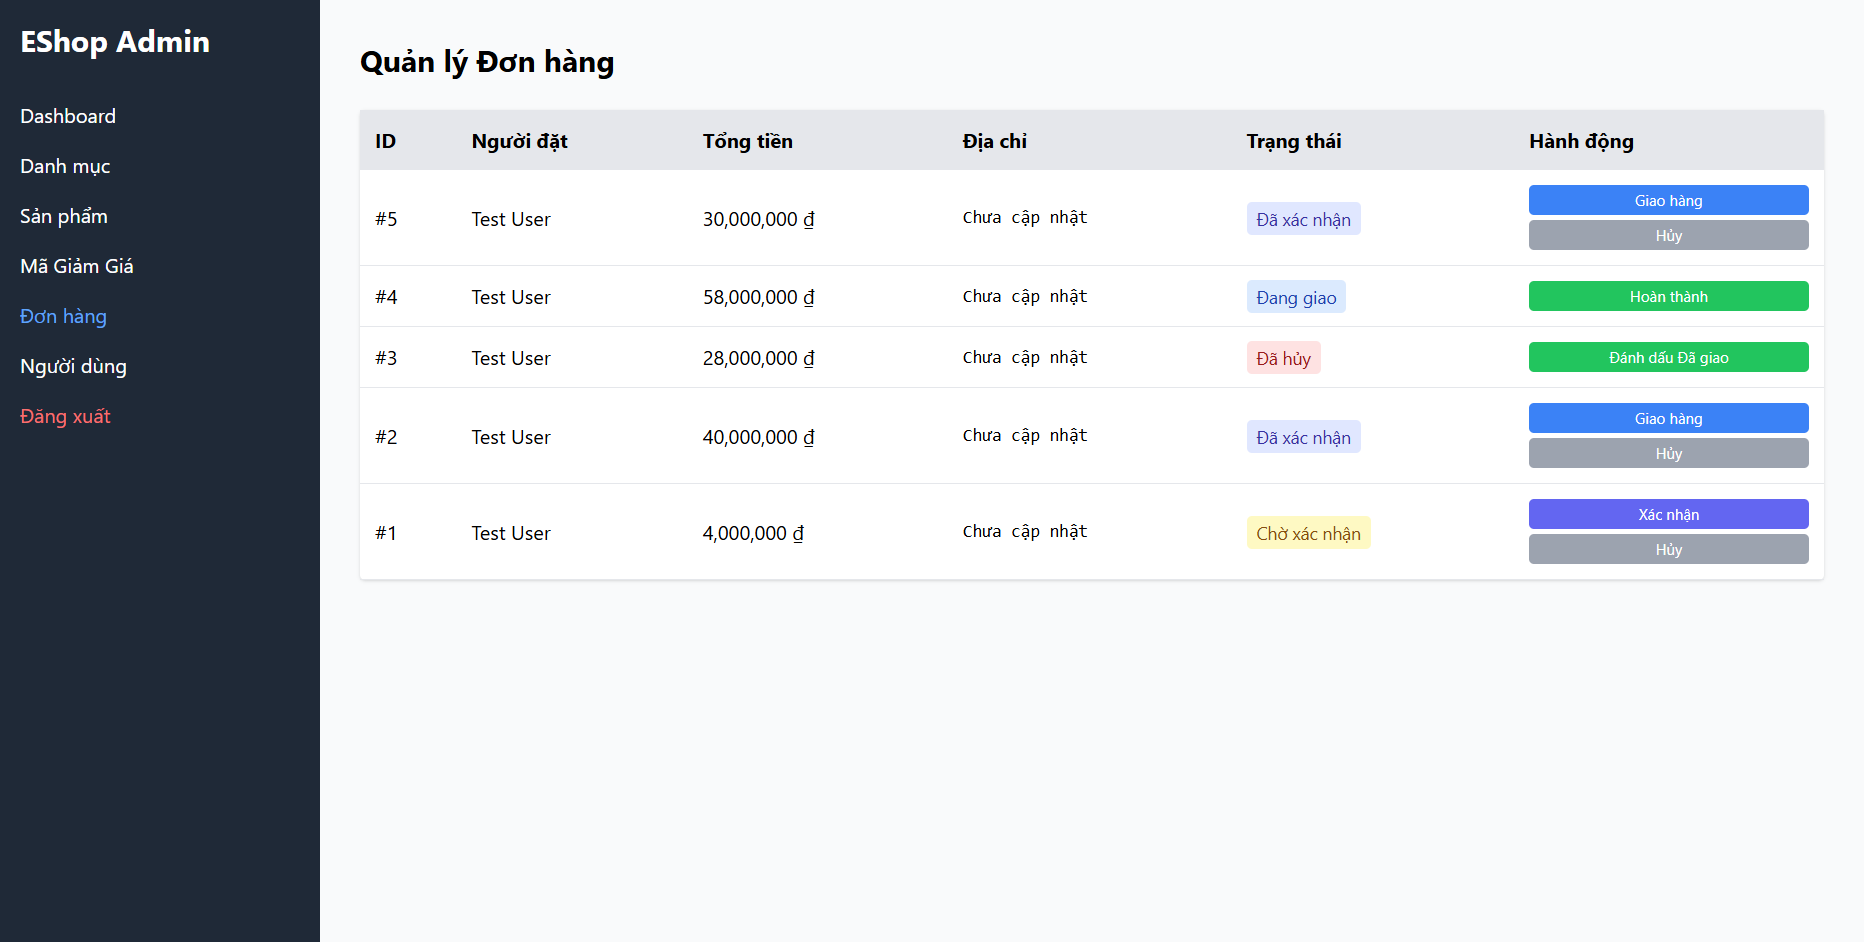 EShop Admin
Dashboard
Danh mục
Sản phẩm
Mã Giảm Giá
Đơn hàng
Người dùng
Đăng xuất
Quản lý Đơn hàng
ID Người đặt Tổng tiền Địa chỉ Trạng thái Hành động
#5 Test User 30,000,000 ₫ Chưa cập nhật Đã xác nhận Giao hàng
Hủy
#4 Test User 58,000,000 ₫ Chưa cập nhật Đang giao Hoàn thành
#3 Test User 28,000,000 ₫ Chưa cập nhật Đã hủy Đánh dấu Đã giao
#2 Test User 40,000,000 ₫ Chưa cập nhật Đã xác nhận Giao hàng
Hủy
#1 Test User 4,000,000 ₫ Chưa cập nhật Chờ xác nhận Xác nhận
Hủy